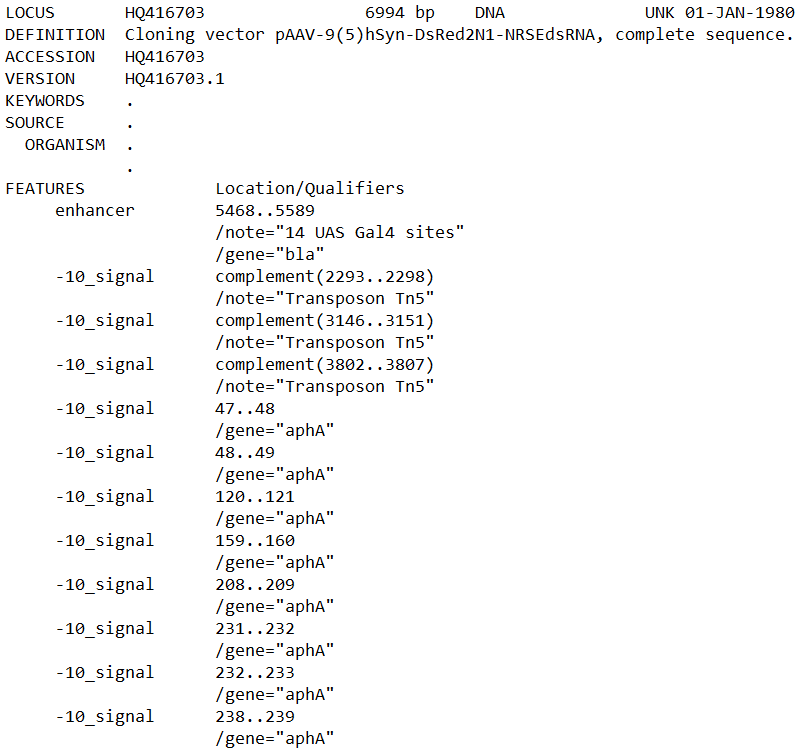 LOCUS       HQ416703                6994 bp    DNA              UNK 01-JAN-1980
DEFINITION  Cloning vector pAAV-9(5)hSyn-DsRed2N1-NRSEdsRNA, complete sequence.
ACCESSION   HQ416703
VERSION     HQ416703.1
KEYWORDS    .
SOURCE      .
  ORGANISM  .
            .
FEATURES             Location/Qualifiers
     enhancer        5468..5589
                     /note="14 UAS Gal4 sites"
                     /gene="bla"
     -10_signal      complement(2293..2298)
                     /note="Transposon Tn5"
     -10_signal      complement(3146..3151)
                     /note="Transposon Tn5"
     -10_signal      complement(3802..3807)
                     /note="Transposon Tn5"
     -10_signal      47..48
                     /gene="aphA"
     -10_signal      48..49
                     /gene="aphA"
     -10_signal      120..121
                     /gene="aphA"
     -10_signal      159..160
                     /gene="aphA"
     -10_signal      208..209
                     /gene="aphA"
     -10_signal      231..232
                     /gene="aphA"
     -10_signal      232..233
                     /gene="aphA"
     -10_signal      238..239
                     /gene="aphA"